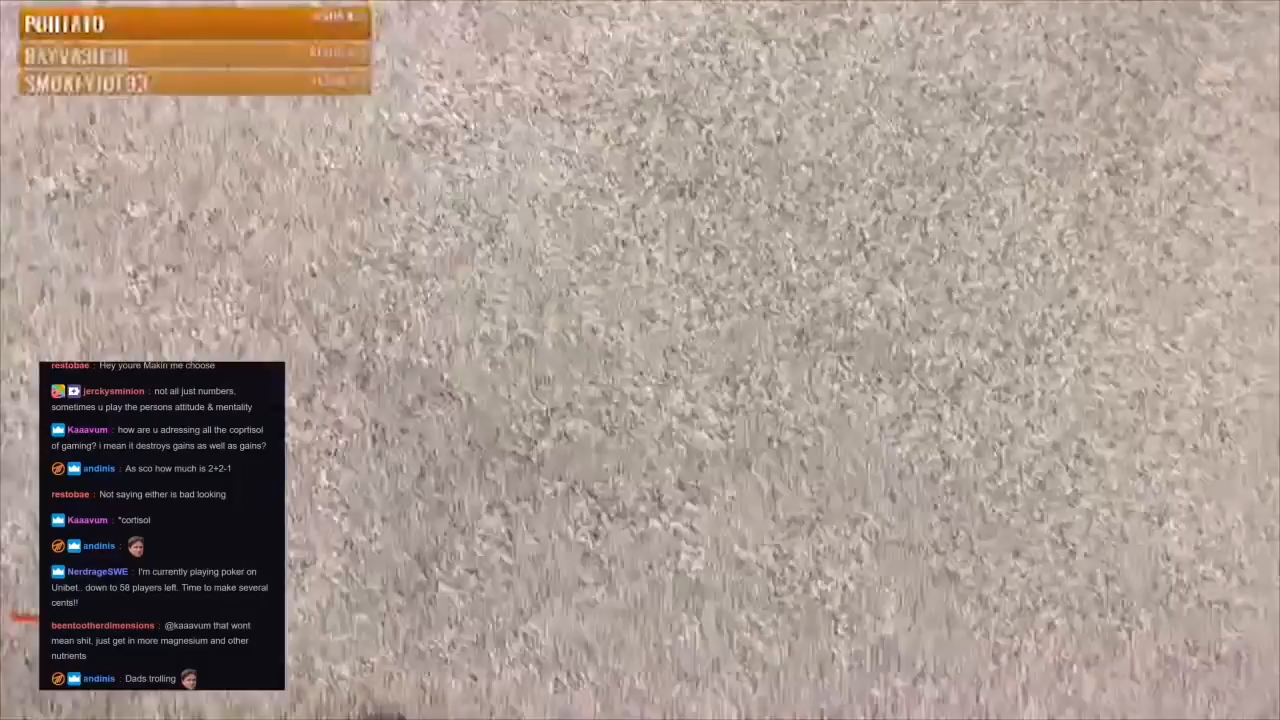 restobae : Hey youre Makin me choose
jerckysminion : not all just numbers,
sometimes u play the persons attitude & mentality
Kaaavum : how are u adressing all the coprtisol
of gaming? i mean it destroys gains as well as gains?
andinis : As sco how much is 2+2-1
restobae : Not saying either is bad looking
Kaaavum : *cortisol
andinis :
NerdrageSWE : I'm currently playing poker on
Unibet.. down to 58 players left. Time to make several
cents!!
beentootherdimensions : @kaaavum that wont
mean shit, just get in more magnesium and other
nutrients
andinis : Dads trolling